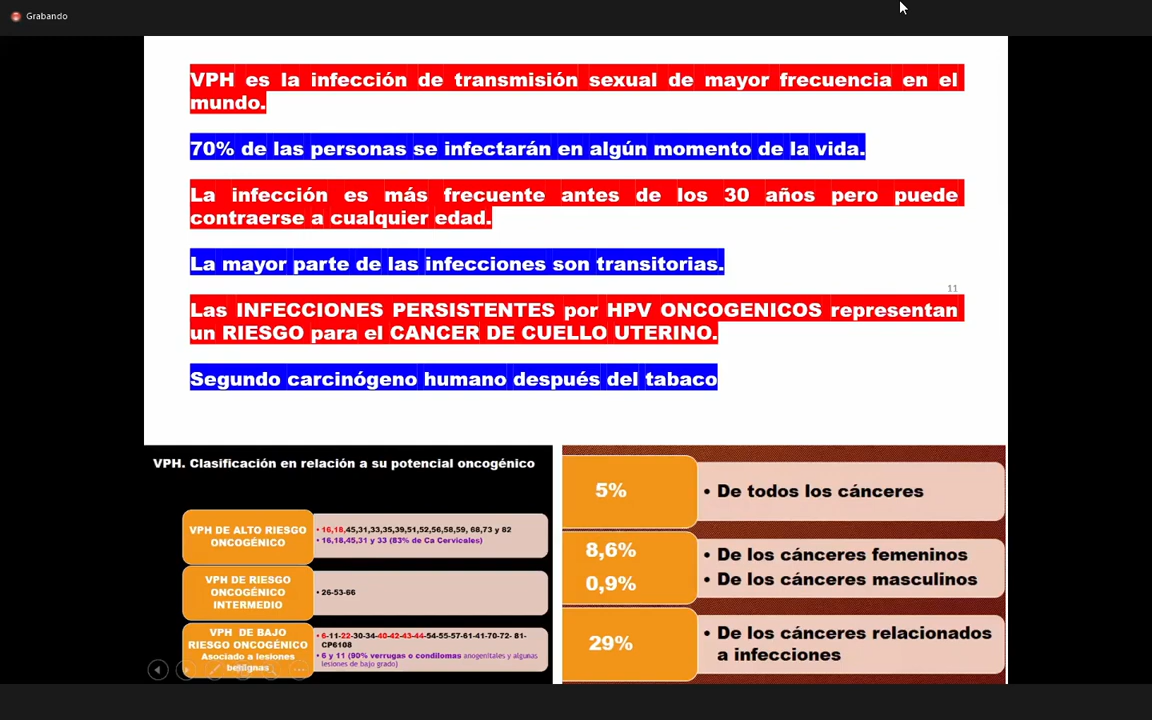 Grabando
VPH es la infección de transmisión sexual de mayor frecuencia en el
mundo.
70% de las personas se infectarán en algún momento de la vida.
La infección es más frecuente antes de los 30 años pero puede
contraerse a cualquier edad.
La mayor parte de las infecciones son transitorias.
11
Las INFECCIONES PERSISTENTES por HPV ONCOGENICOS representan
un RIESGO para el CANCER DE CUELLO UTERINO.
Segundo carcinógeno humano después del tabaco
VPH. Clasificación en relación a su potencial oncogénico
VPH DE ALTO RIESGO
ONCOGÉNICO
• 16,18,45,31,33,35,39,51,52,56,58,59, 68,73 y 82
• 16,18,45,31 y 33 (83% de Ca Cervicales)
VPH DE RIESGO
ONCOGÉNICO
INTERMEDIO
• 26-53-66
VPH DE BAJO
RIESGO ONCOGÉNICO
Asociado a lesiones
benignas
• 6-11-22-30-34-40-42-43-44-54-55-57-61-41-70-72- 81-
CP6108
• 6 y 11 (90% verrugas o condilomas anogenitales y algunas
lesiones de bajo grado)
5%
• De todos los cánceres
8,6%
• De los cánceres femeninos
0,9%
• De los cánceres masculinos
29%
• De los cánceres relacionados
a infecciones